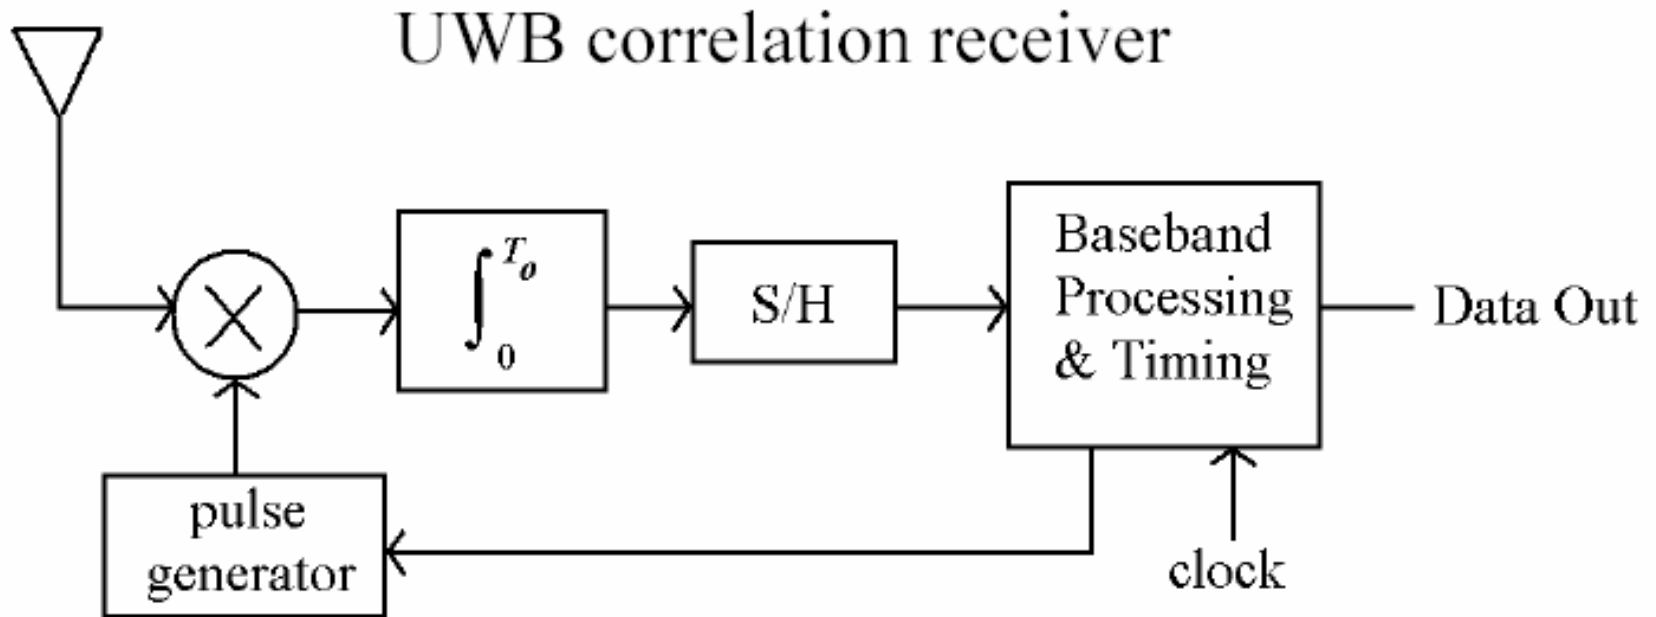 UWB correlation receiver
∫₀^Tₒ
S/H
Baseband
Processing
& Timing
Data Out
pulse
generator
clock